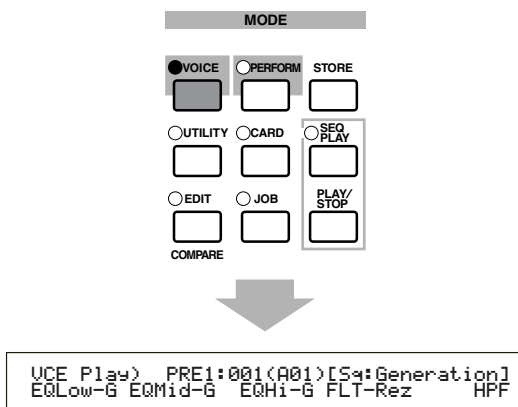 MODE
VOICE PERFORM STORE
UTILITY CARD SEQ PLAY
EDIT JOB PLAY/ STOP
COMPARE
VCE Play) PRE1:001(A01)[Sq:Generation]
EQLow-G EQMid-G EQHi-G FLT-Rez HPF